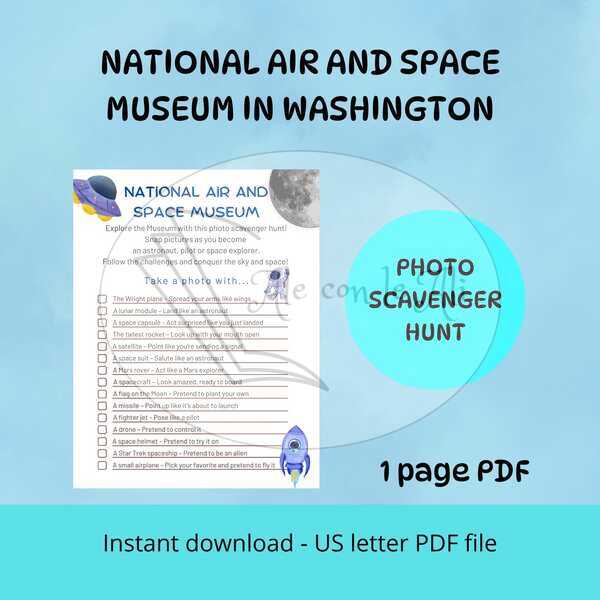 NATIONAL AIR AND SPACE
MUSEUM IN WASHINGTON
NATIONAL AIR AND
SPACE MUSEUM
Explore the Museum with this photo scavenger hunt!
Snap pictures as you become
an astronaut, pilot or space explorer.
Follow the challenges and conquer the sky and space!
Take a photo with...
The Wright plane – Spread your arms like wings
A lunar module – Land like an astronaut
A space capsule – Act surprised like you just landed
The tallest rocket – Look up with your mouth open
A satellite – Point like you're sending a signal
A space suit – Salute like an astronaut
A Mars rover – Act like a Mars explorer
A spacecraft – Look amazed, ready to board
A flag on the Moon – Pretend to plant your own
A missile – Point up like it's about to launch
A fighter jet – Pose like a pilot
A drone – Pretend to control it
A space helmet – Pretend to try it on
A Star Trek spaceship – Pretend to be an alien
A small airplane – Pick your favorite and pretend to fly it
PHOTO
SCAVENGER
HUNT
1 page PDF
Instant download - US letter PDF file